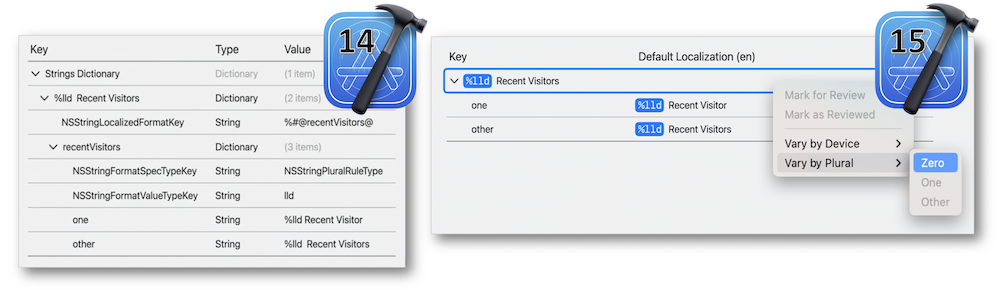 14
Key Type Value
Strings Dictionary Dictionary (1 item)
%lld Recent Visitors Dictionary (2 items)
NSStringLocalizedFormatKey String %#@recentVisitors@
recentVisitors Dictionary (3 items)
NSStringFormatSpecTypeKey String NSStringPluralRuleType
NSStringFormatValueTypeKey String lld
one String %lld Recent Visitor
other String %lld Recent Visitors
15
Key Default Localization (en)
%lld Recent Visitors
one %lld Recent Visitor
other %lld Recent Visitors
Mark for Review
Mark as Reviewed
Vary by Device
Vary by Plural
Zero
One
Other